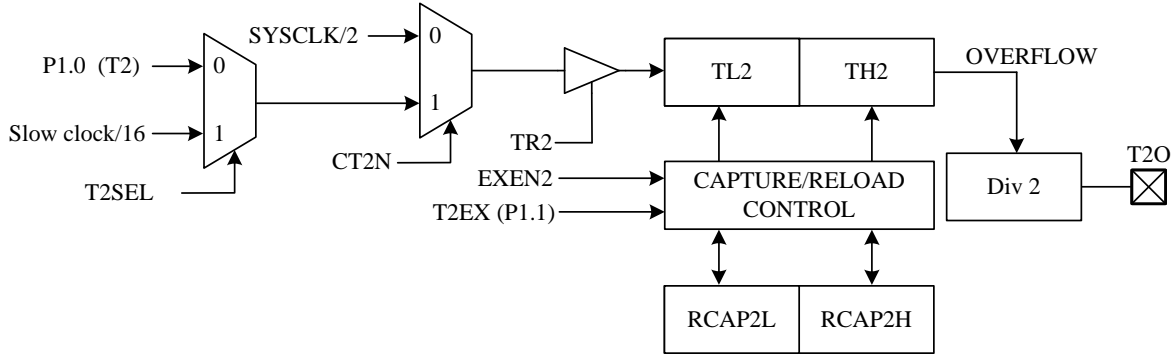 SYSCLK/2
0
P1.0 (T2)
0
1
Slow clock/16
1
T2SEL
CT2N
TR2
TL2
TH2
OVERFLOW
EXEN2
T2EX (P1.1)
CAPTURE/RELOAD
CONTROL
Div 2
T2O
RCAP2L
RCAP2H